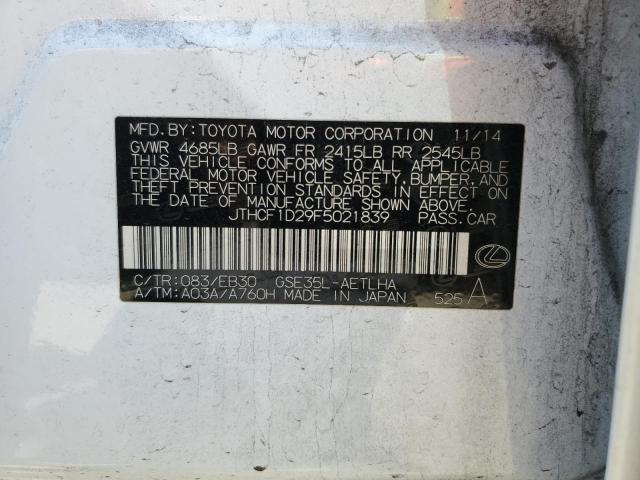 MFD.BY:TOYOTA MOTOR CORPORATION 11/14
GVWR 4685LB GAWR FR 2415LB RR 2545LB
THIS VEHICLE CONFORMS TO ALL APPLICABLE
FEDERAL MOTOR VEHICLE SAFETY, BUMPER, AND
THEFT PREVENTION STANDARDS IN EFFECT ON
THE DATE OF MANUFACTURE SHOWN ABOVE.
JTHCF1D29F5021839 PASS.CAR
C/TR:083/EB30 GSE35L-AETLHA
A/TM:A03A/A760H MADE IN JAPAN 525 A